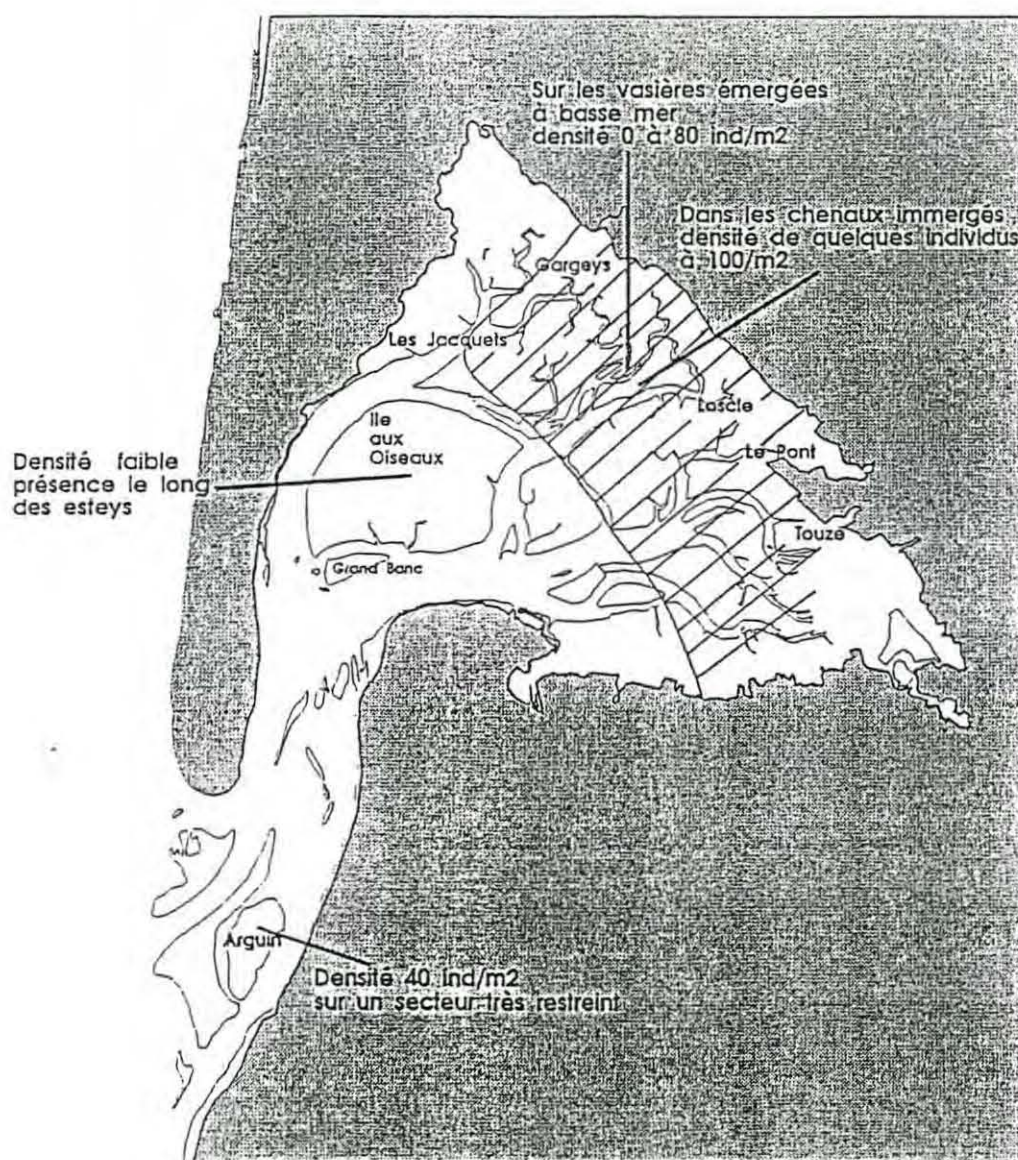 Sur les vasières émergées
à basse mer
densité 0 à 80 ind/m2
Dans les chenaux immergés
densité de quelques individus
à 100/m2
Gargeys
Les Jacquets
Ile
aux
Oiseaux
Loscle
Le Pont
Densité faible
présence le long
des esteys
Touze
Grand Banc
Arguin
Densité 40 ind/m2
sur un secteur très restreint